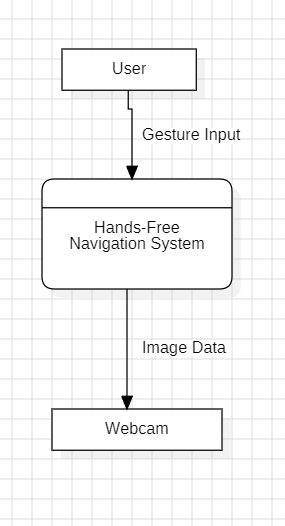 User
Gesture Input
Hands-Free
Navigation System
Image Data
Webcam